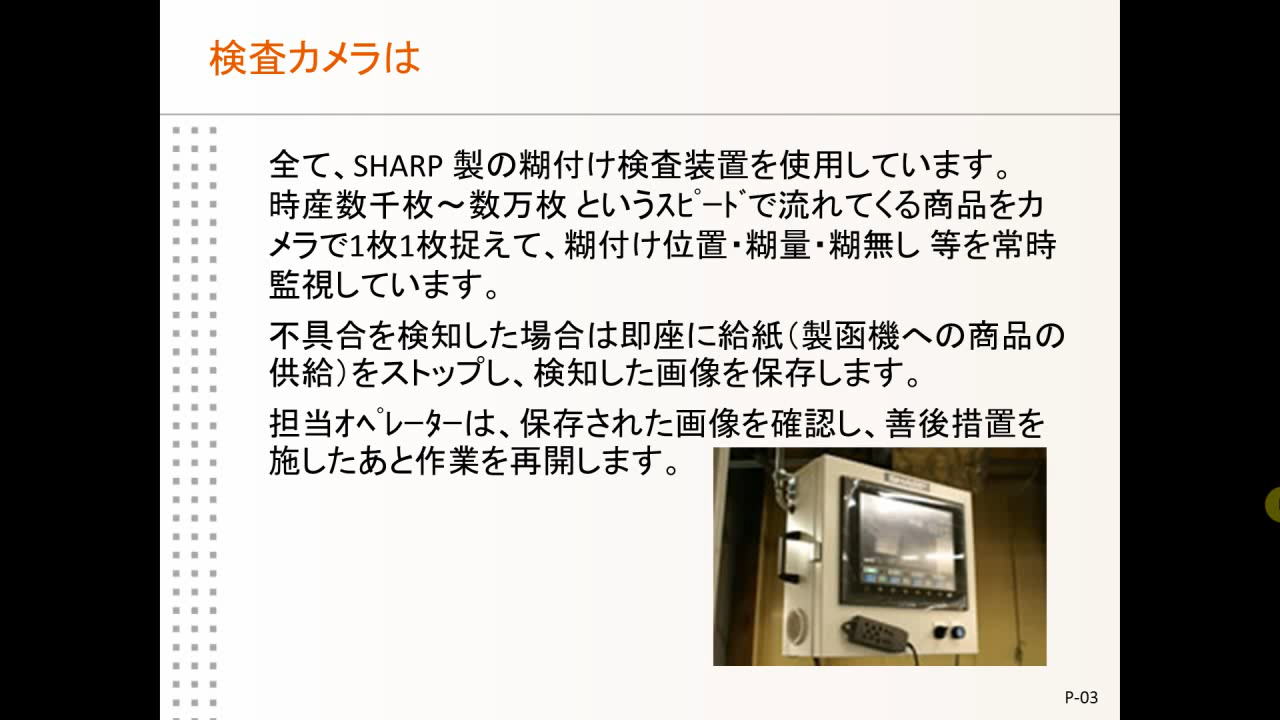 検査カメラは
全て、SHARP 製の糊付け検査装置を使用しています。
時産数千枚～数万枚 というｽﾋﾟｰﾄﾞで流れてくる商品をカ
メラで1枚1枚捉えて、糊付け位置・糊量・糊無し 等を常時
監視しています。
不具合を検知した場合は即座に給紙（製函機への商品の
供給）をストップし、検知した画像を保存します。
担当ｵﾍﾟﾚｰﾀｰは、保存された画像を確認し、善後措置を
施したあと作業を再開します。
P-03